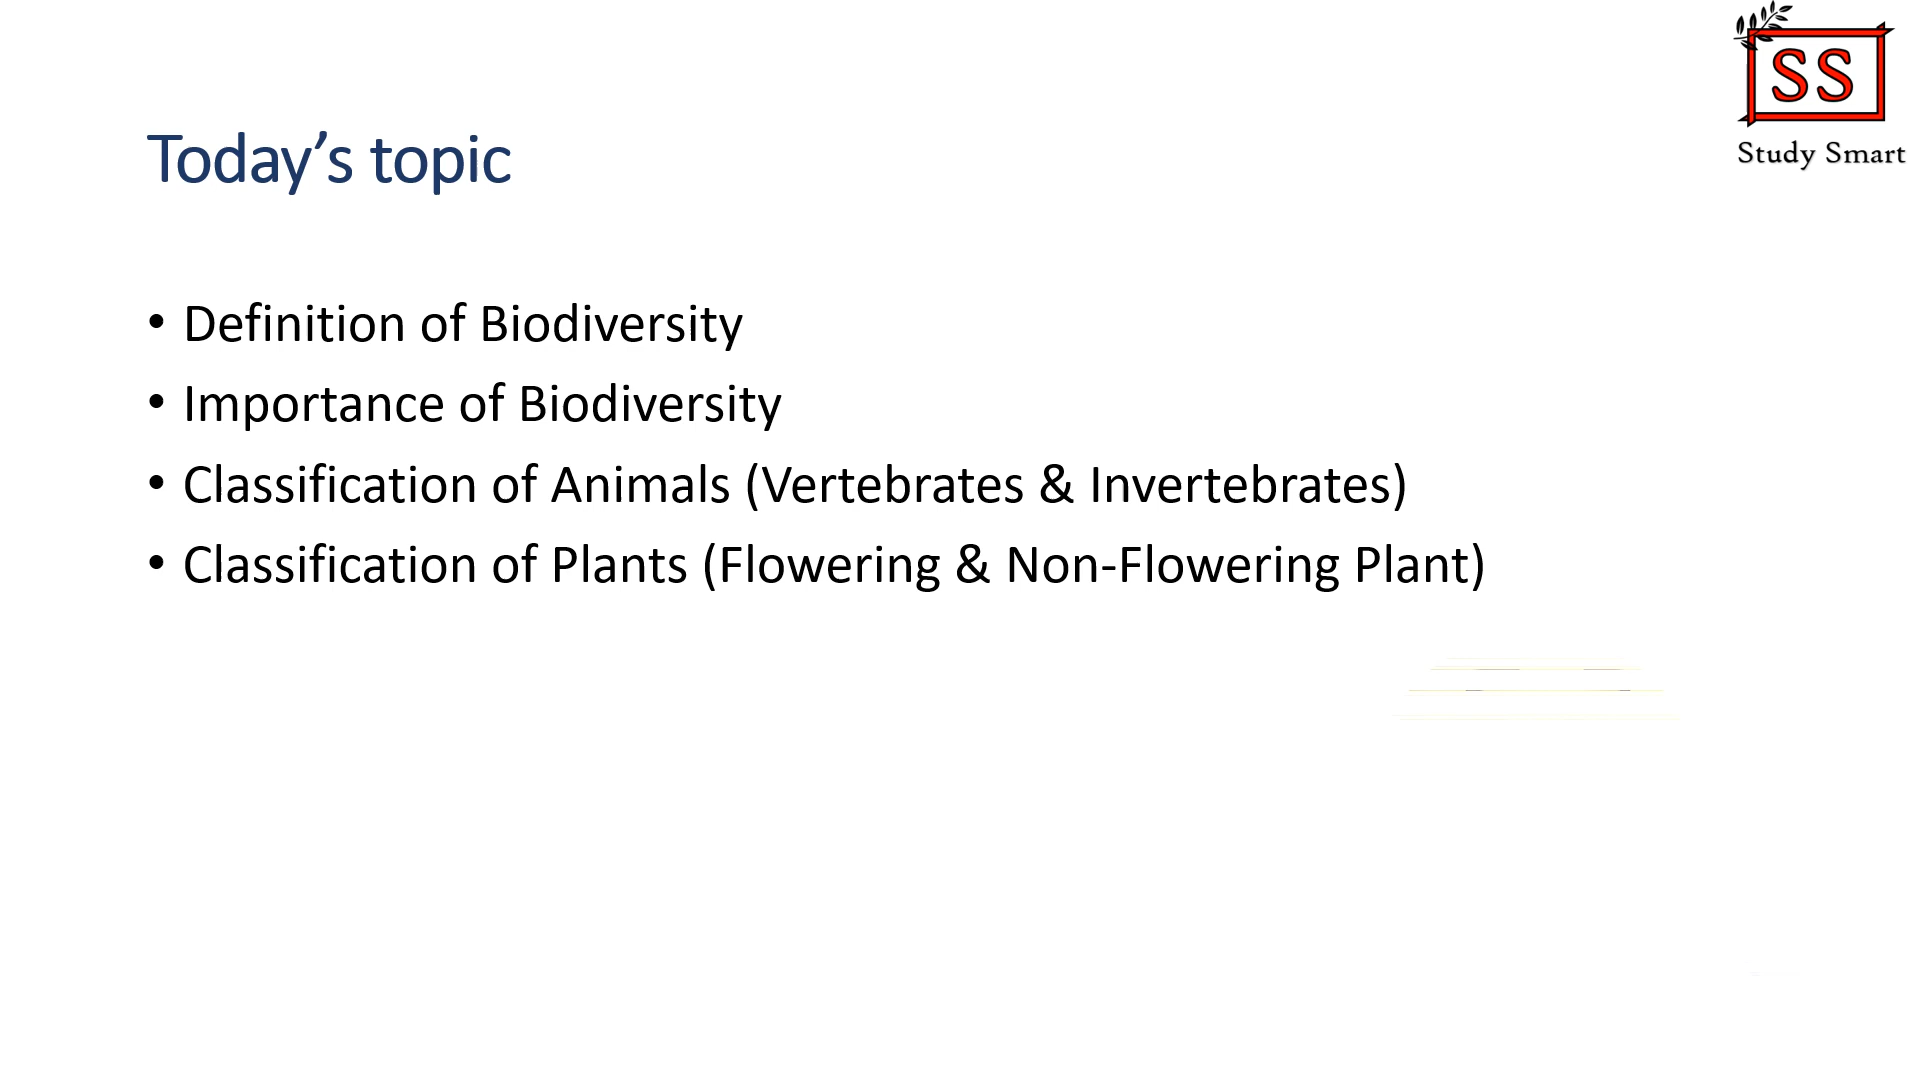 SS
Study Smart
Today’s topic
• Definition of Biodiversity
• Importance of Biodiversity
• Classification of Animals (Vertebrates & Invertebrates)
• Classification of Plants (Flowering & Non-Flowering Plant)